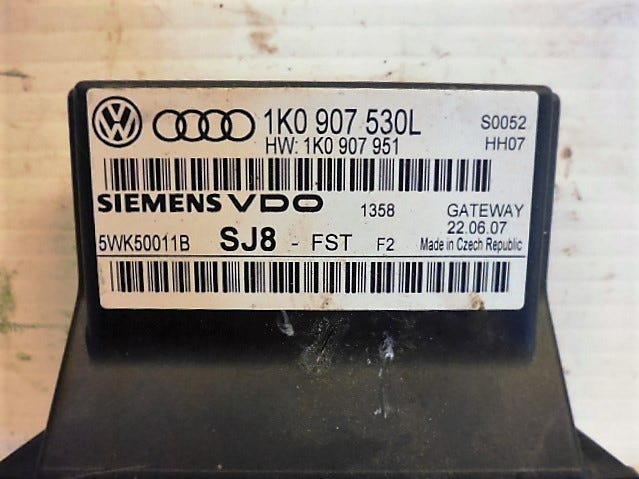 1K0 907 530L S0052
HW: 1K0 907 951 HH07
SIEMENS VDO 1358 GATEWAY
22.06.07
5WK50011B SJ8 - FST F2 Made in Czech Republic